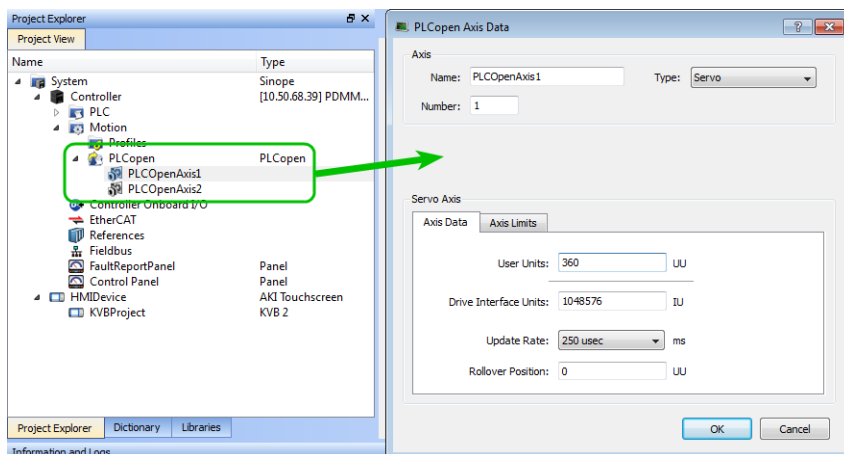 Project Explorer
Project View
Name Type
System Sinope
Controller [10.50.68.39] PDMM...
PLC
Motion
Profiles
PLCopen PLCopen
PLCOpenAxis1
PLCOpenAxis2
Controller Onboard I/O
EtherCAT
References
Fieldbus
FaultReportPanel Panel
Control Panel Panel
HMIDevice AKI Touchscreen
KVBProject KVB 2
Project Explorer Dictionary Libraries
Information and Logs
PLCopen Axis Data
Axis
Name: PLCOpenAxis1 Type: Servo
Number: 1
Servo Axis
Axis Data Axis Limits
User Units: 360 UU
Drive Interface Units: 1048576 IU
Update Rate: 250 usec ms
Rollover Position: 0 UU
OK Cancel